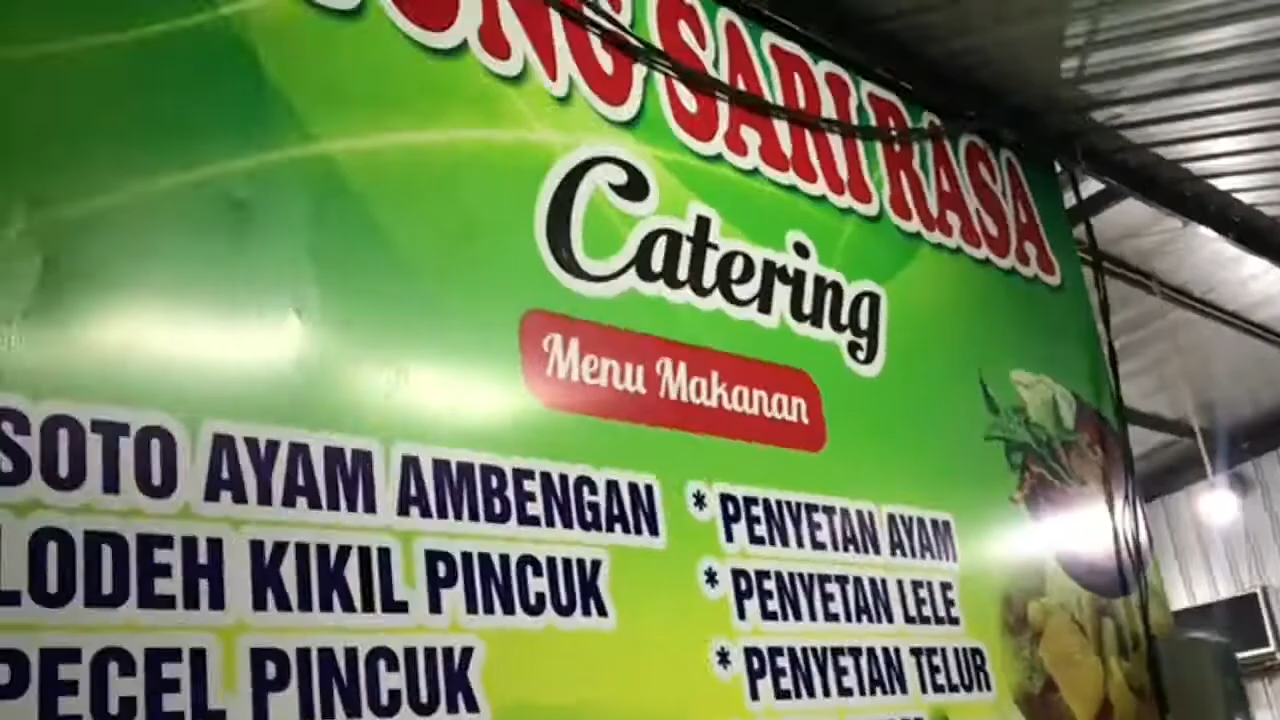 SARI RASA
Catering
Menu Makanan
SOTO AYAM AMBENGAN
LODEH KIKIL PINCUK
PECEL PINCUK
* PENYETAN AYAM
* PENYETAN LELE
* PENYETAN TELUR